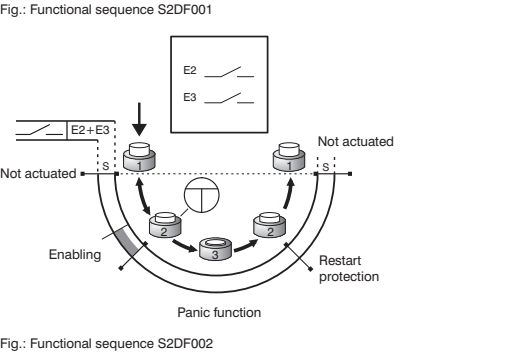 Fig.: Functional sequence S2DF001
E2
E3
E2+E3
Not actuated
S
1
1
S
Not actuated
2
2
3
Enabling
Restart
protection
Panic function
Fig.: Functional sequence S2DF002